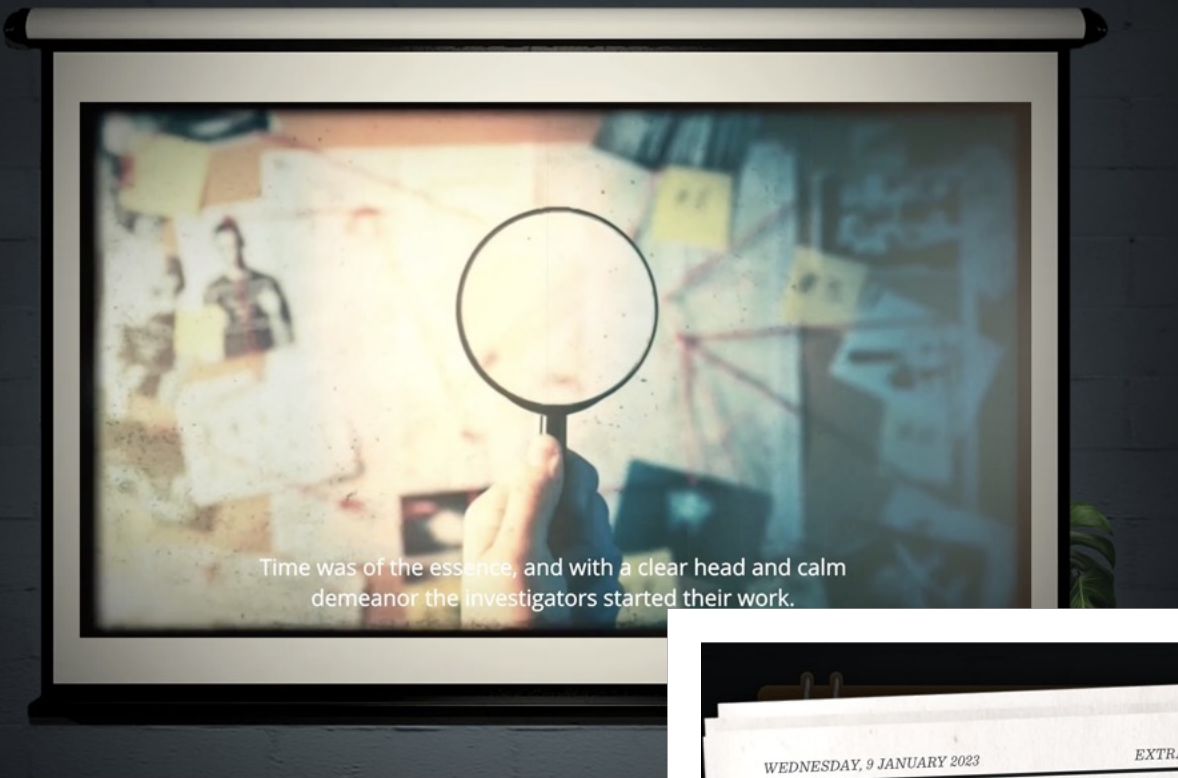 Time was of the essence, and with a clear head and calm
demeanor the investigators started their work.
WEDNESDAY, 9 JANUARY 2023